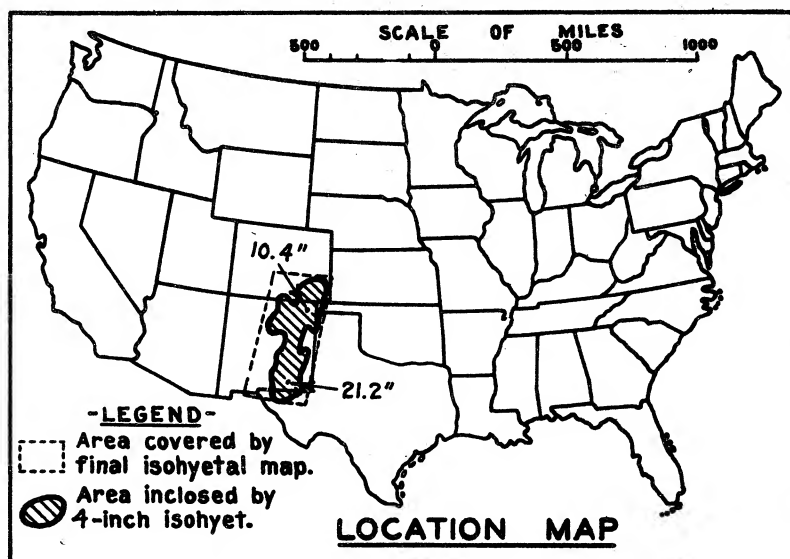 SCALE OF MILES
500 0 500 1000
10.4"
21.2"
-LEGEND-
Area covered by
final isohyetal map.
Area inclosed by
4-inch isohyet.
LOCATION MAP